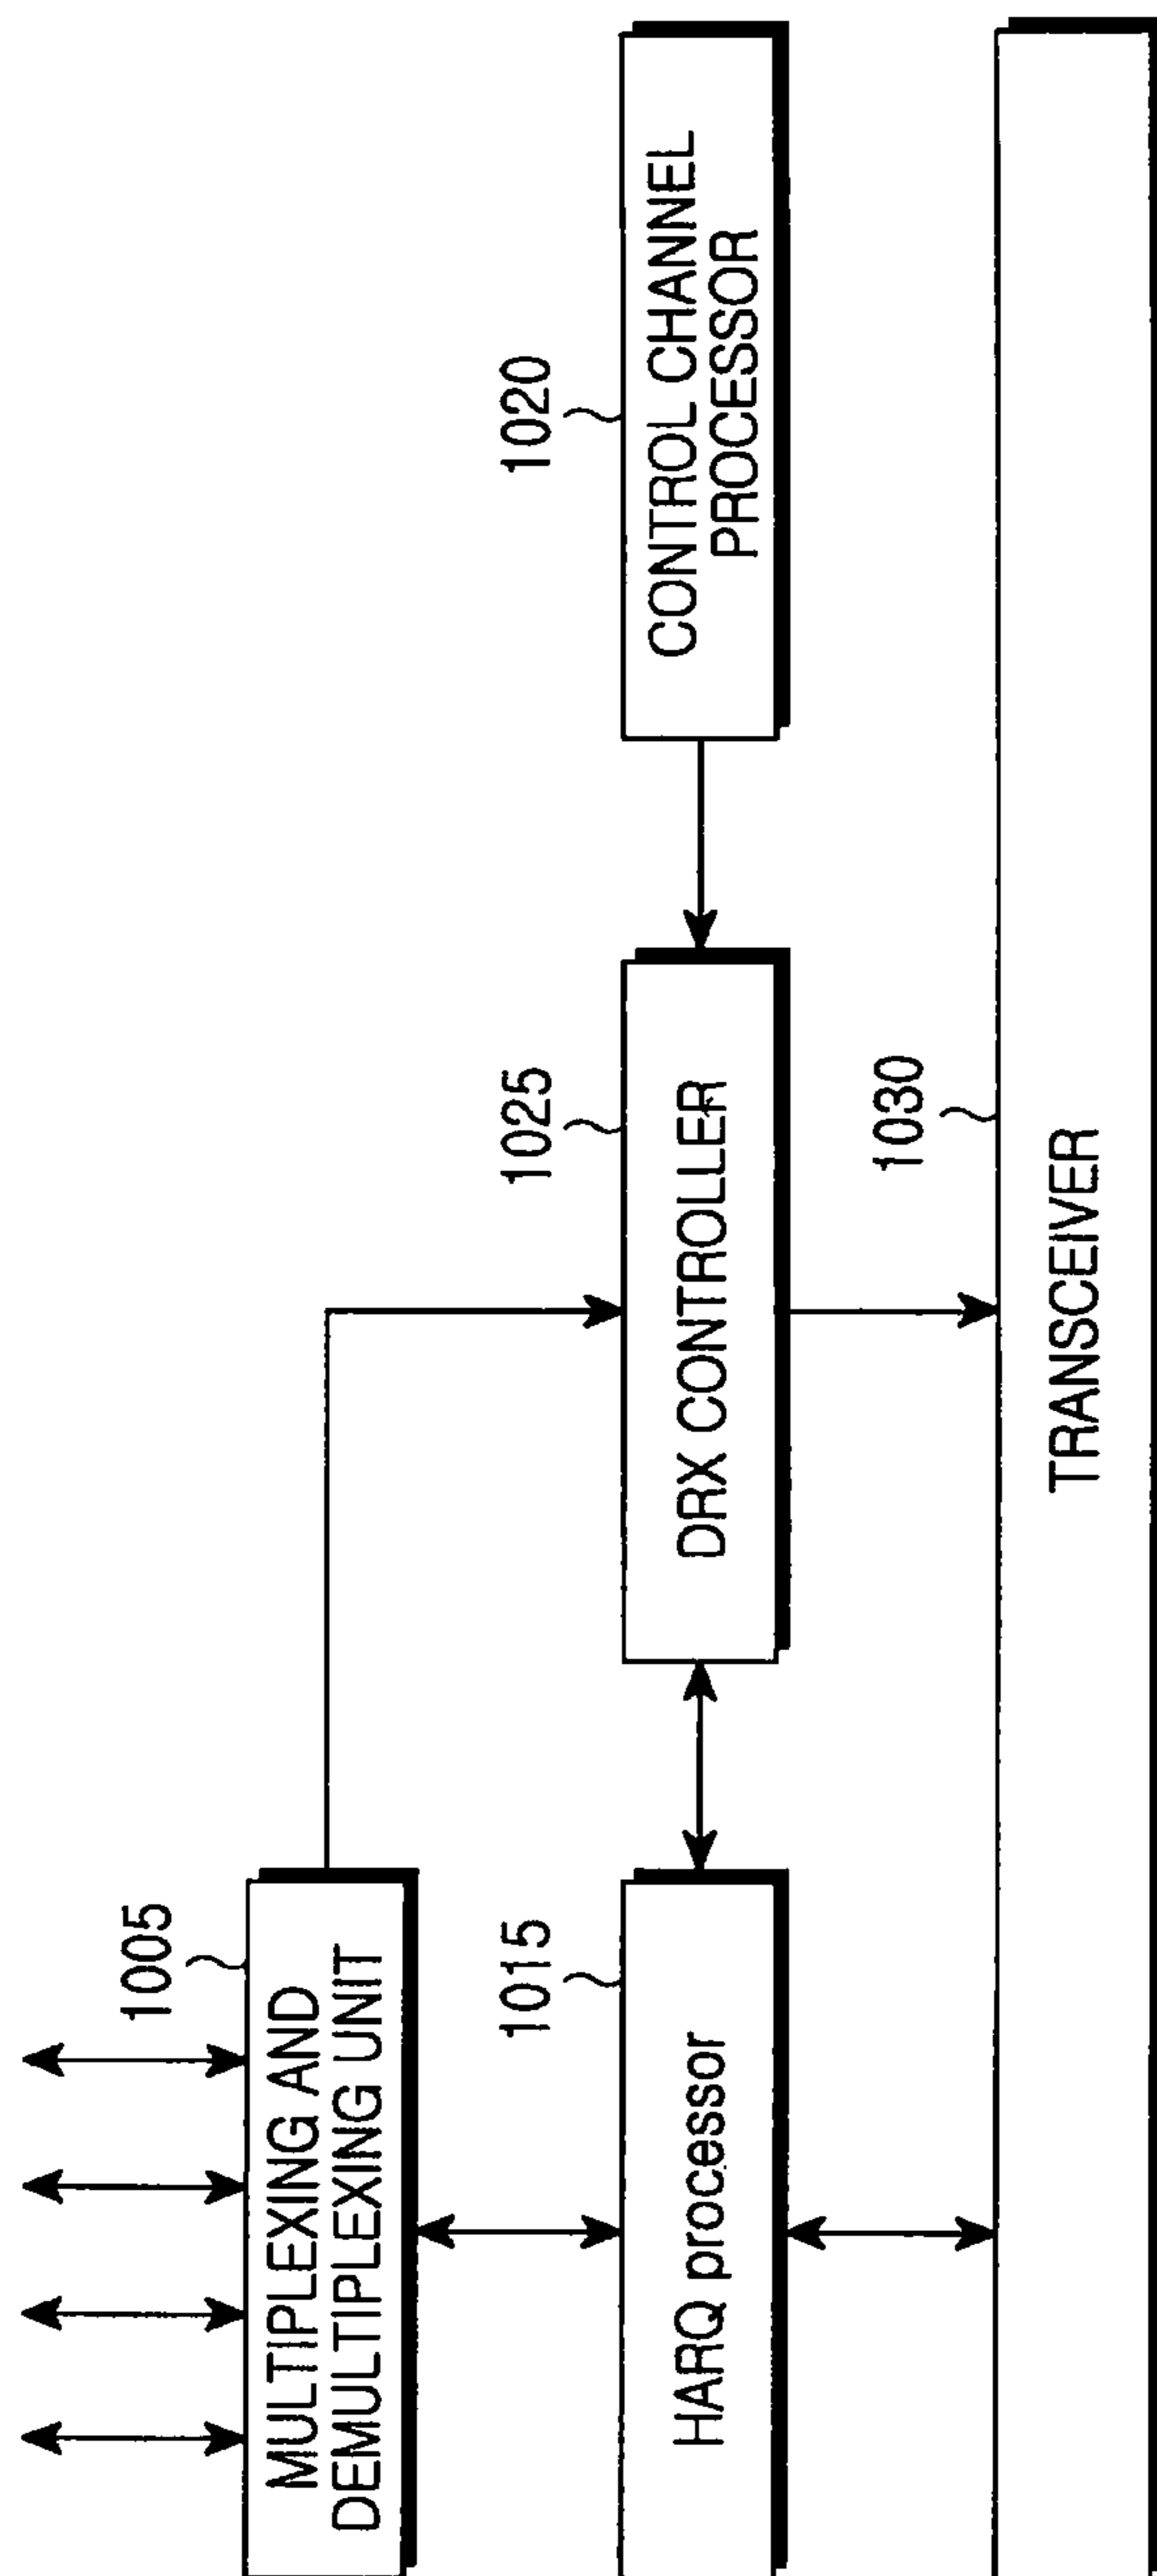 1005
MULTIPLEXING AND
DEMULTIPLEXING UNIT
1015
HARQ processor
1025
DRX CONTROLLER
1020
CONTROL CHANNEL
PROCESSOR
1030
TRANSCEIVER